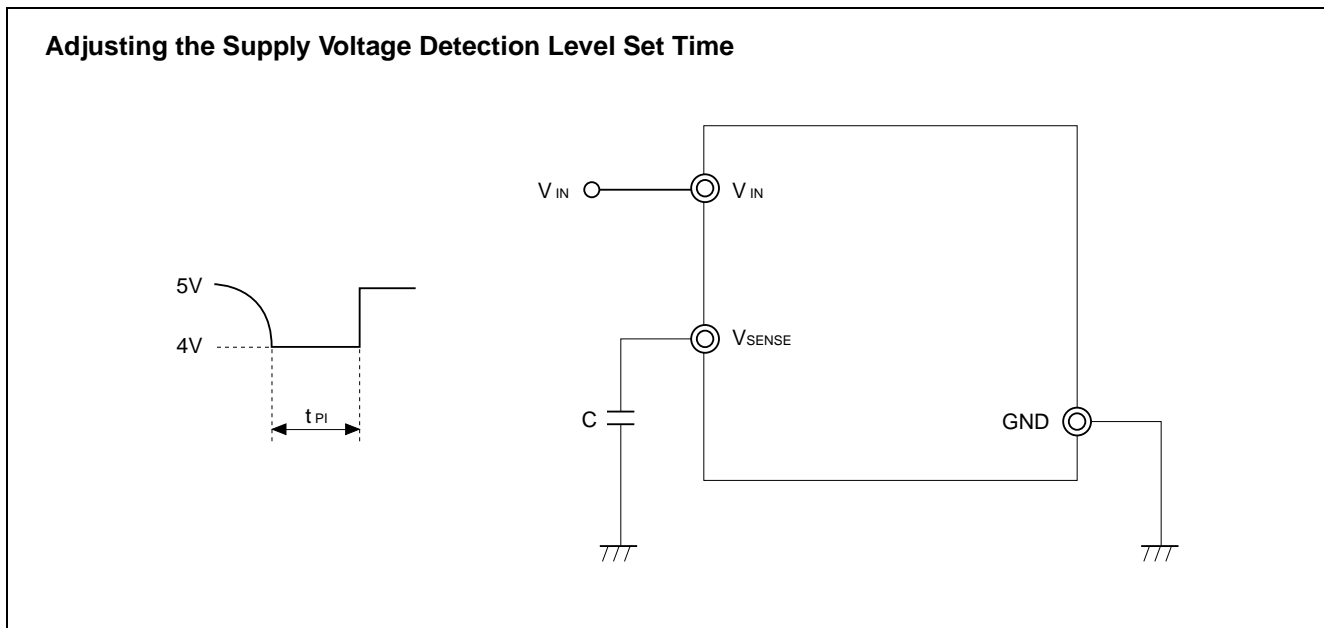 Adjusting the Supply Voltage Detection Level Set Time
V IN
V IN
5V
4V
VSENSE
t PI
C
GND